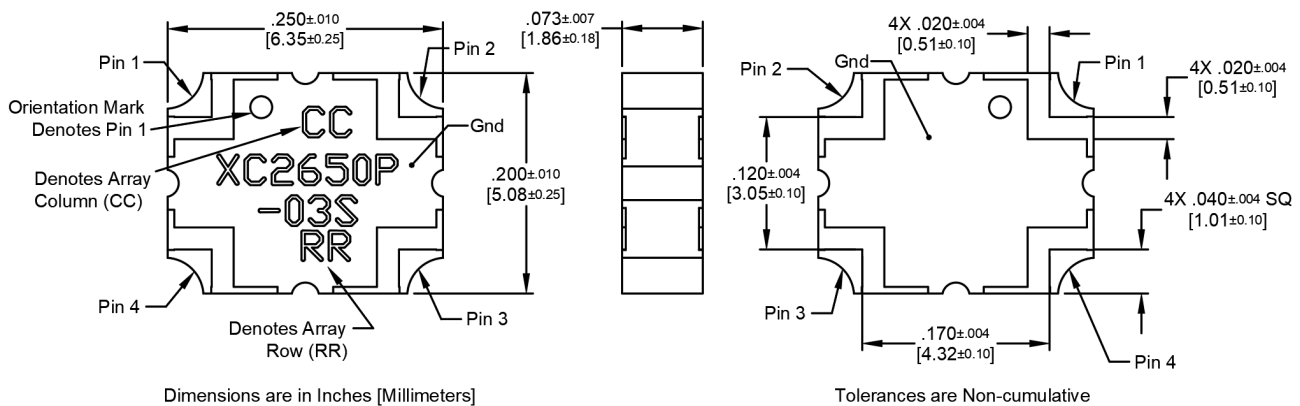 .250±.010
[6.35±0.25]
Pin 1
Pin 2
Orientation Mark
Denotes Pin 1
CC
Gnd
XC2650P
-03S
RR
Denotes Array
Column (CC)
.200±.010
[5.08±0.25]
Pin 4
Pin 3
Denotes Array
Row (RR)
.073±.007
[1.86±0.18]
4X .020±.004
[0.51±0.10]
Gnd
Pin 2
Pin 1
4X .020±.004
[0.51±0.10]
.120±.004
[3.05±0.10]
4X .040±.004 SQ
[1.01±0.10]
Pin 3
.170±.004
[4.32±0.10]
Pin 4
Dimensions are in Inches [Millimeters]
Tolerances are Non-cumulative